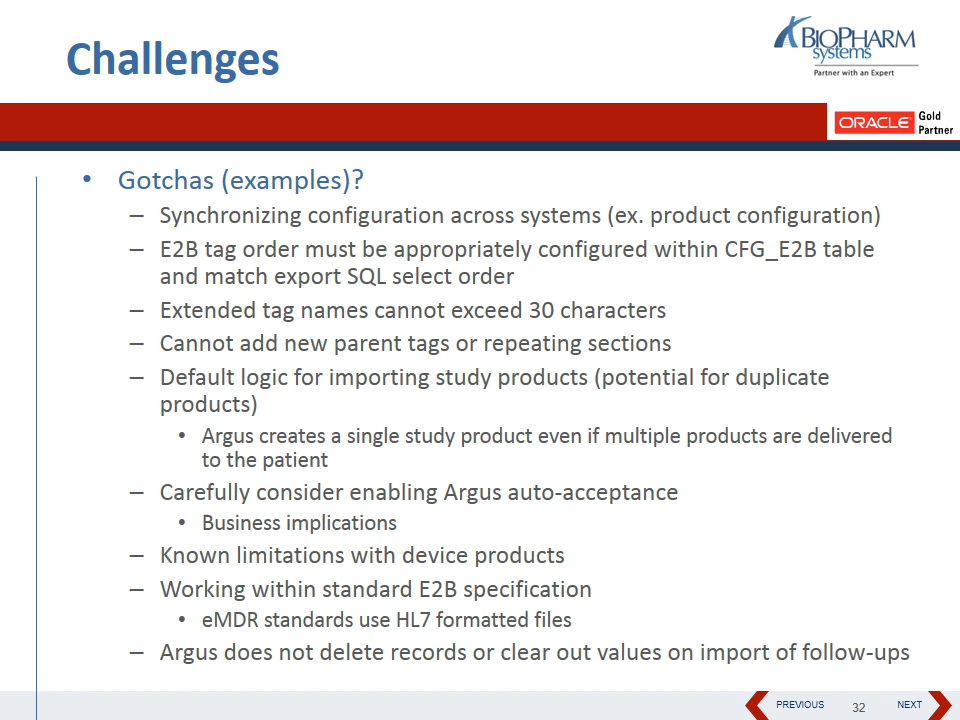 Challenges
BIOPHARM
systems
Partner with an Expert
ORACLE Gold
Partner
• Gotchas (examples)?
– Synchronizing configuration across systems (ex. product configuration)
– E2B tag order must be appropriately configured within CFG_E2B table
and match export SQL select order
– Extended tag names cannot exceed 30 characters
– Cannot add new parent tags or repeating sections
– Default logic for importing study products (potential for duplicate
products)
• Argus creates a single study product even if multiple products are delivered
to the patient
– Carefully consider enabling Argus auto-acceptance
• Business implications
– Known limitations with device products
– Working within standard E2B specification
• eMDR standards use HL7 formatted files
– Argus does not delete records or clear out values on import of follow-ups
PREVIOUS 32 NEXT